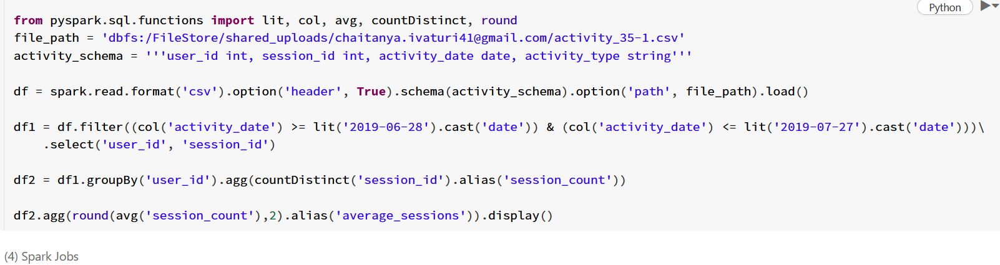 Python
from pyspark.sql.functions import lit, col, avg, countDistinct, round
file_path = 'dbfs:/FileStore/shared_uploads/chaitanya.ivaturi41@gmail.com/activity_35-1.csv'
activity_schema = '''user_id int, session_id int, activity_date date, activity_type string'''
df = spark.read.format('csv').option('header', True).schema(activity_schema).option('path', file_path).load()
df1 = df.filter((col('activity_date') >= lit('2019-06-28').cast('date')) & (col('activity_date') <= lit('2019-07-27').cast('date')))\
.select('user_id', 'session_id')
df2 = df1.groupBy('user_id').agg(countDistinct('session_id').alias('session_count'))
df2.agg(round(avg('session_count'),2).alias('average_sessions')).display()
(4) Spark Jobs